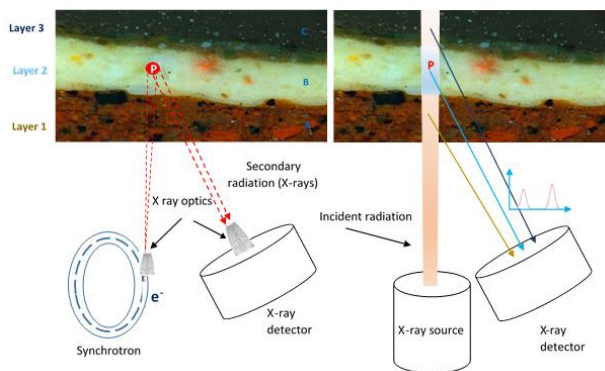 Layer 3
Layer 2
Layer 1
C
P
B
A
P
Secondary
radiation (X-rays)
X ray optics
Incident radiation
e-
X-ray
detector
Synchrotron
X-ray source
X-ray
detector